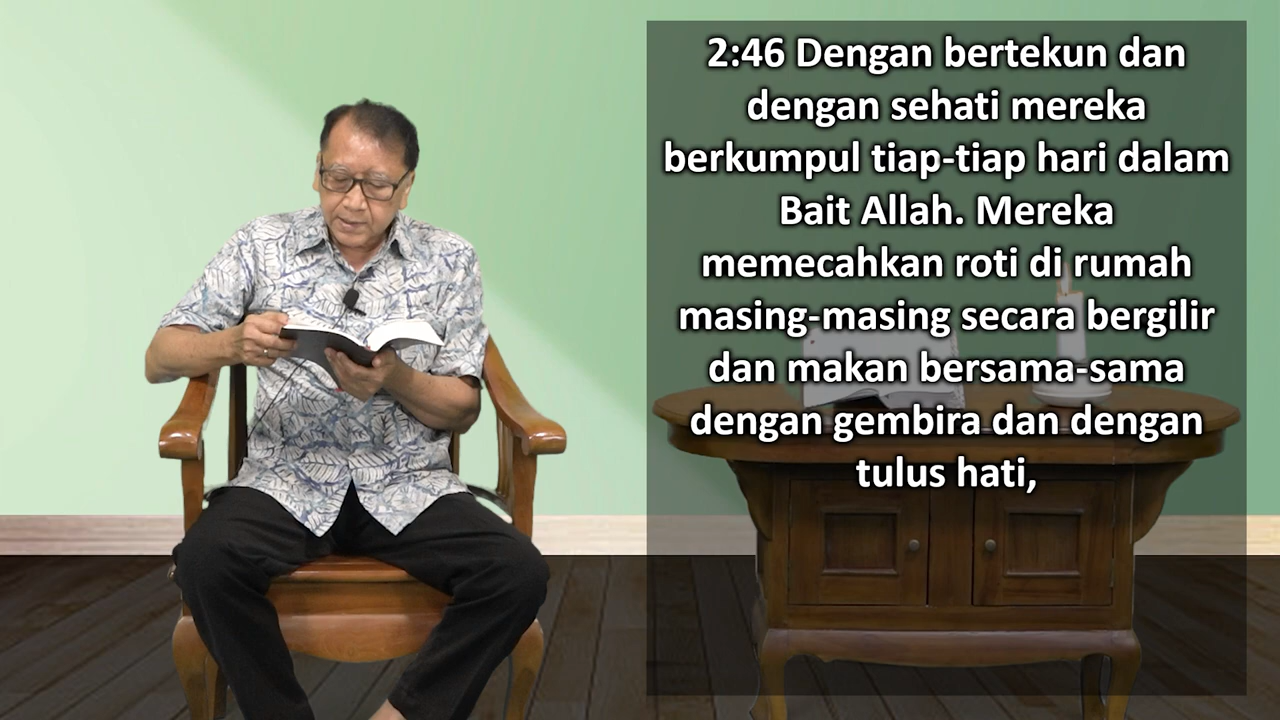 2:46 Dengan bertekun dan
dengan sehati mereka
berkumpul tiap-tiap hari dalam
Bait Allah. Mereka
memecahkan roti di rumah
masing-masing secara bergilir
dan makan bersama-sama
dengan gembira dan dengan
tulus hati,